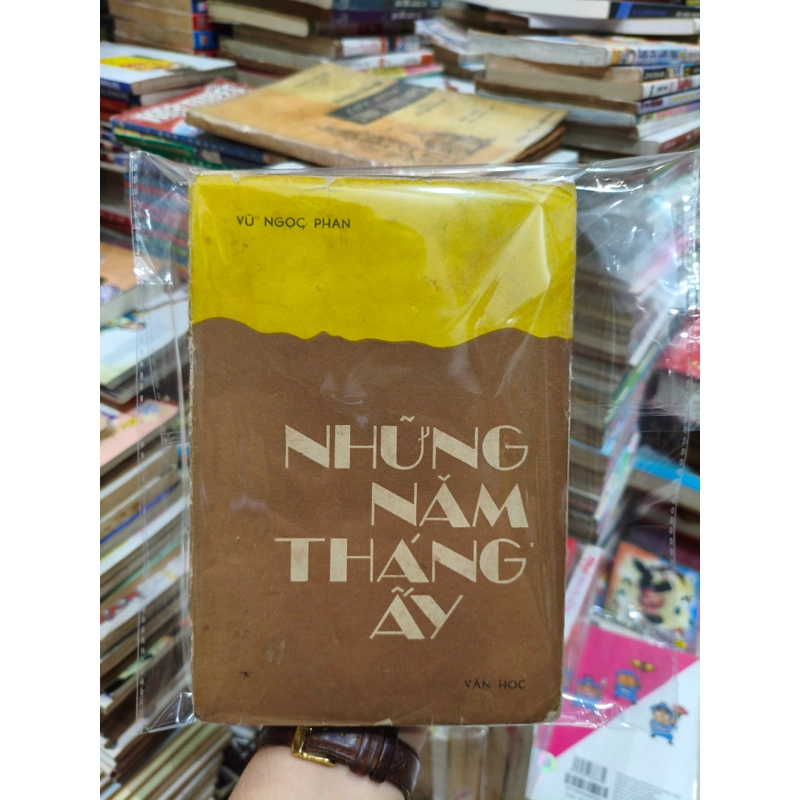 VŨ NGỌC PHAN
NHỮNG
NĂM
THÁNG
ẤY
VĂN HỌC